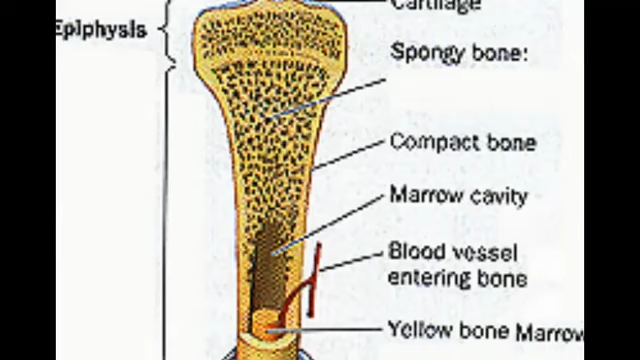 Cartilage
Epiphysis
Spongy bone:
Compact bone
Marrow cavity
Blood vessel
entering bone
Yellow bone Marrow